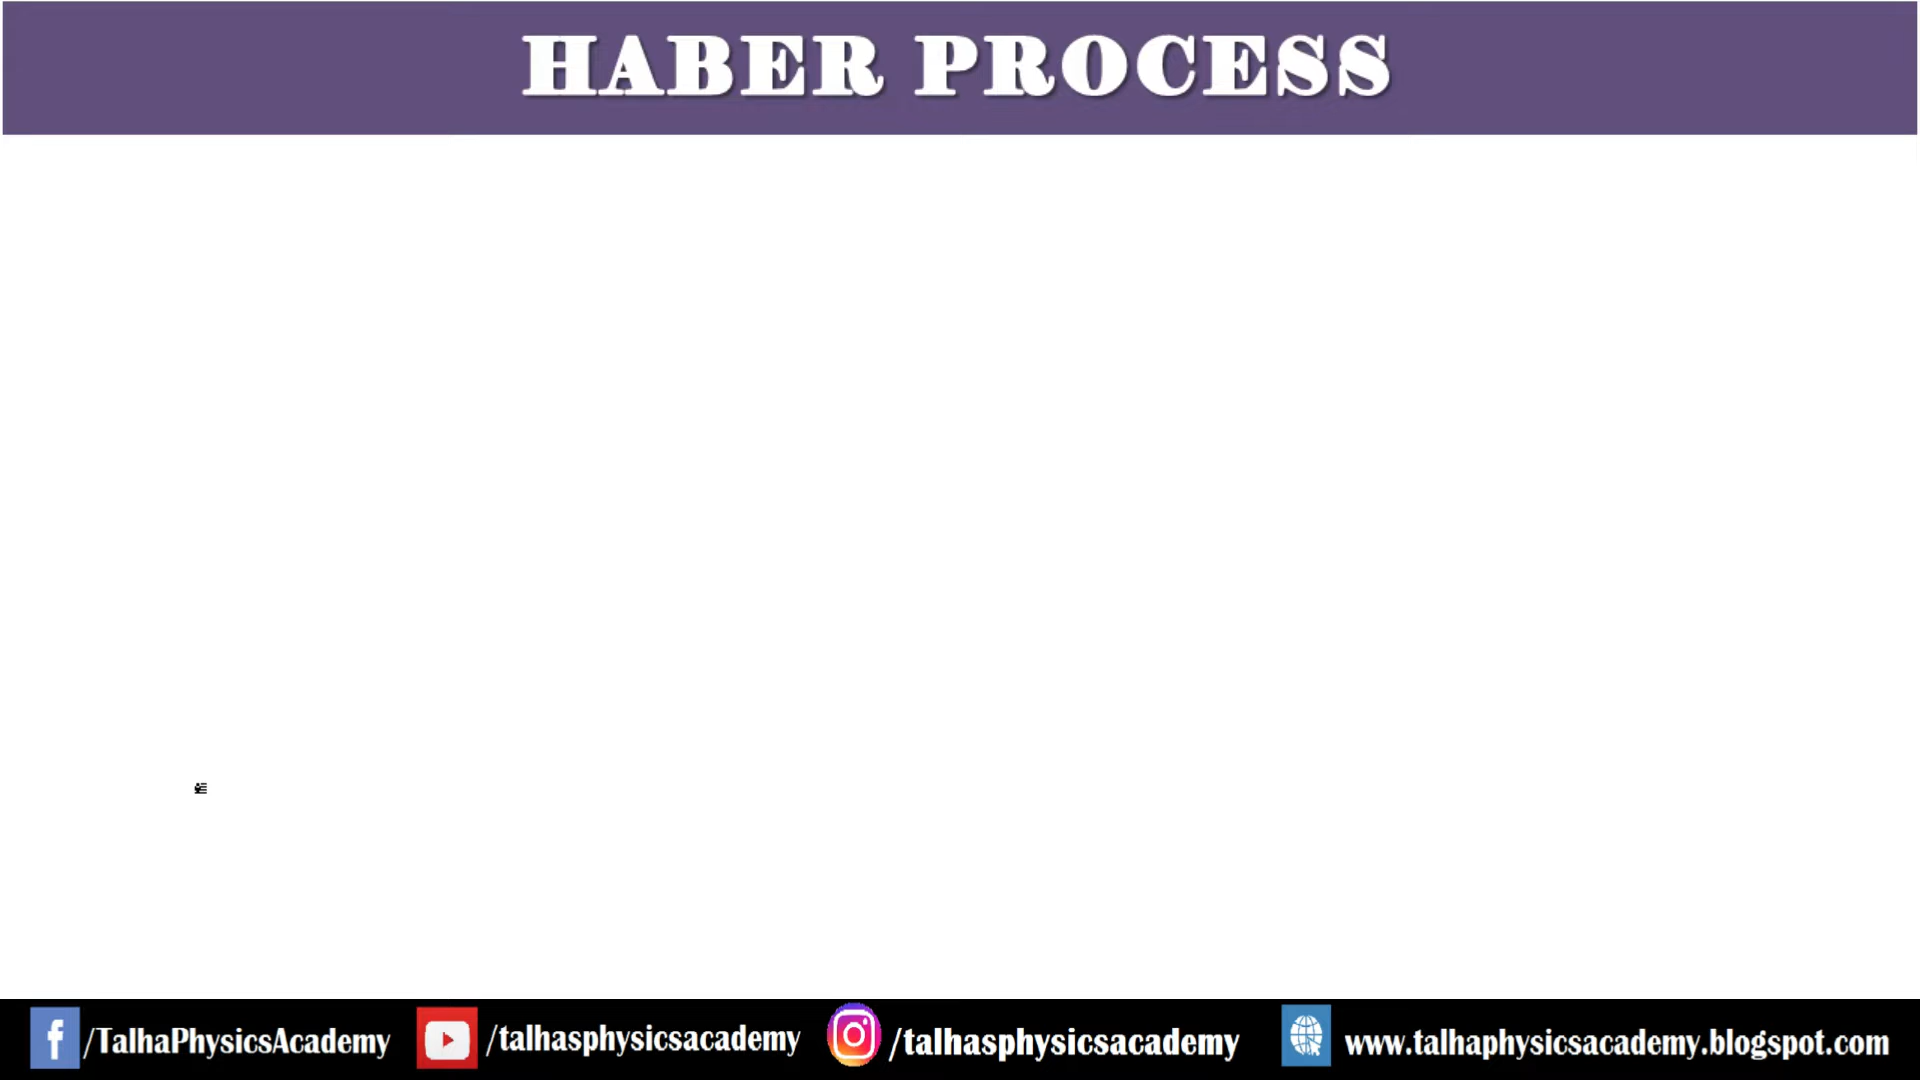 HABER PROCESS
/TalhaPhysicsAcademy
/talhasphysicsacademy
/talhasphysicsacademy
www.talhaphysicsacademy.blogspot.com